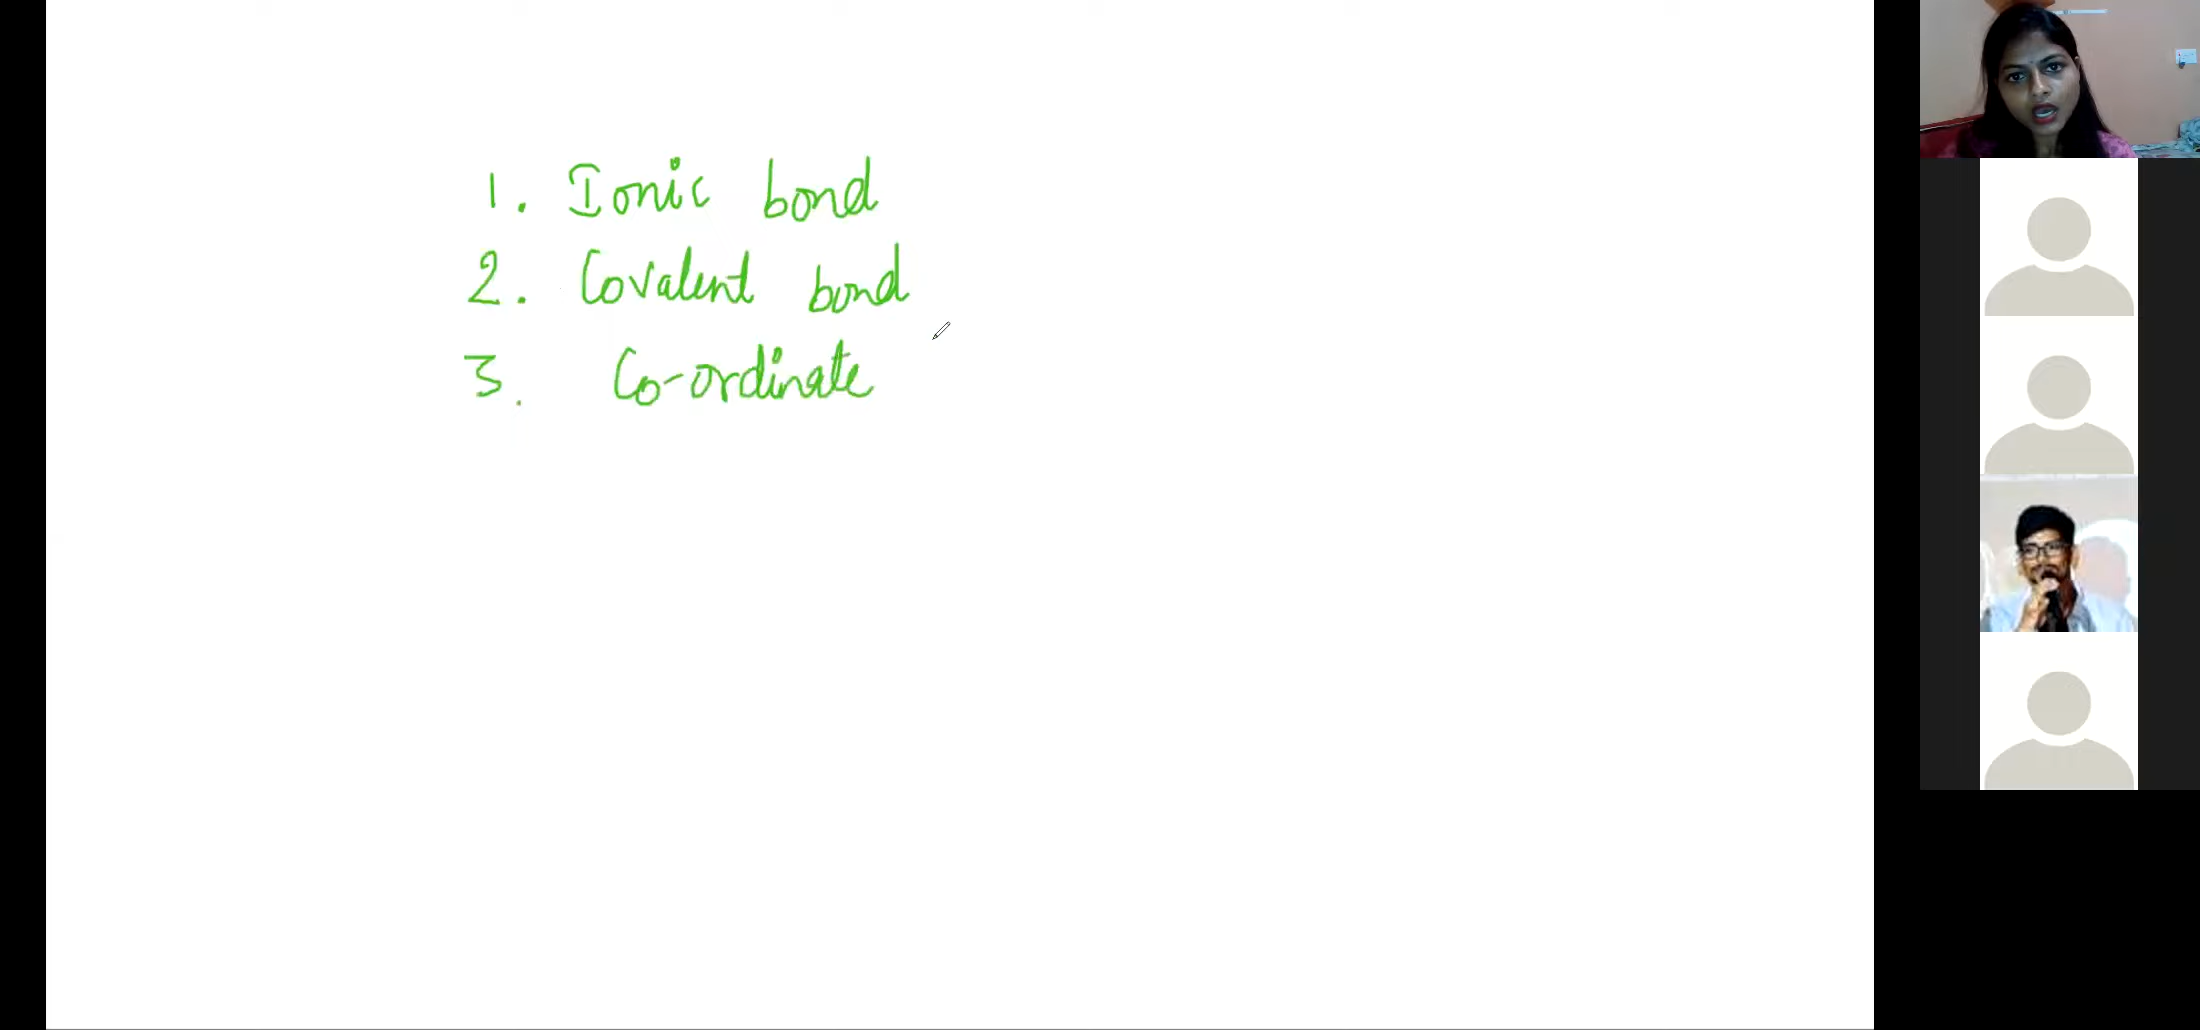 1. Ionic bond
2. Covalent bond
3. Co-ordinate